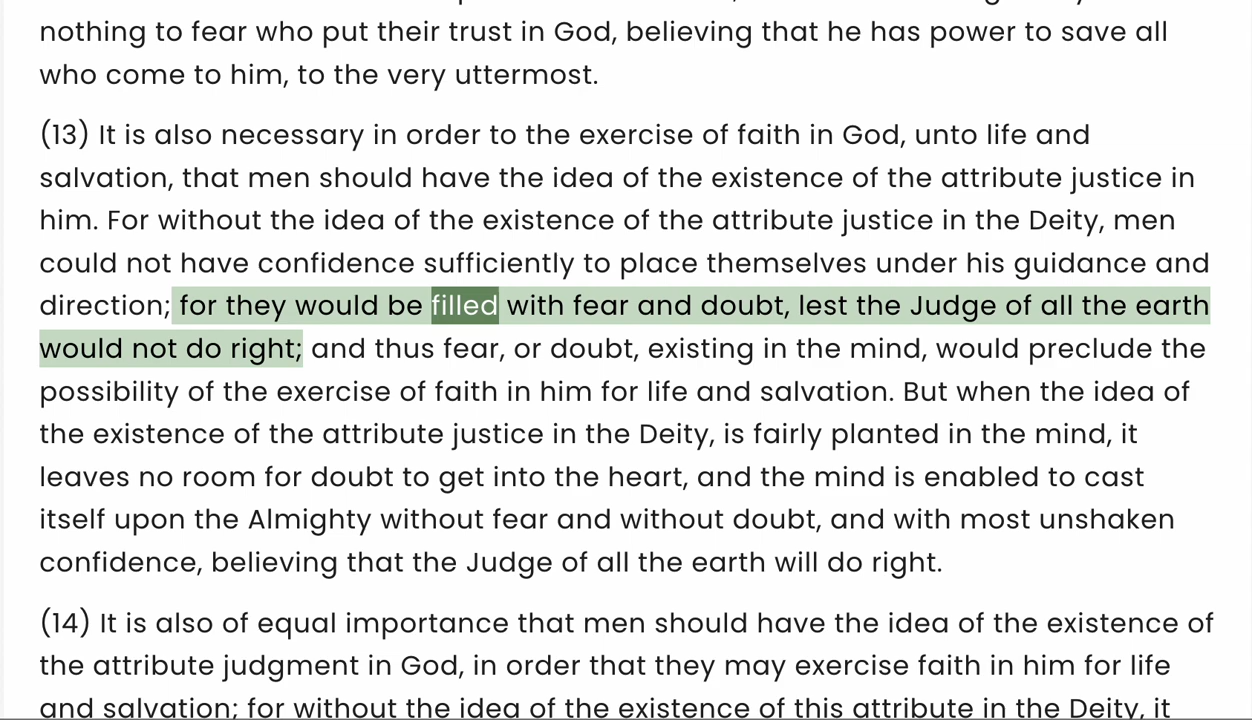 nothing to fear who put their trust in God, believing that he has power to save all
who come to him, to the very uttermost.
(13) It is also necessary in order to the exercise of faith in God, unto life and
salvation, that men should have the idea of the existence of the attribute justice in
him. For without the idea of the existence of the attribute justice in the Deity, men
could not have confidence sufficiently to place themselves under his guidance and
direction; for they would be filled with fear and doubt, lest the Judge of all the earth
would not do right; and thus fear, or doubt, existing in the mind, would preclude the
possibility of the exercise of faith in him for life and salvation. But when the idea of
the existence of the attribute justice in the Deity, is fairly planted in the mind, it
leaves no room for doubt to get into the heart, and the mind is enabled to cast
itself upon the Almighty without fear and without doubt, and with most unshaken
confidence, believing that the Judge of all the earth will do right.
(14) It is also of equal importance that men should have the idea of the existence of
the attribute judgment in God, in order that they may exercise faith in him for life
and salvation; for without the idea of the existence of this attribute in the Deity, it